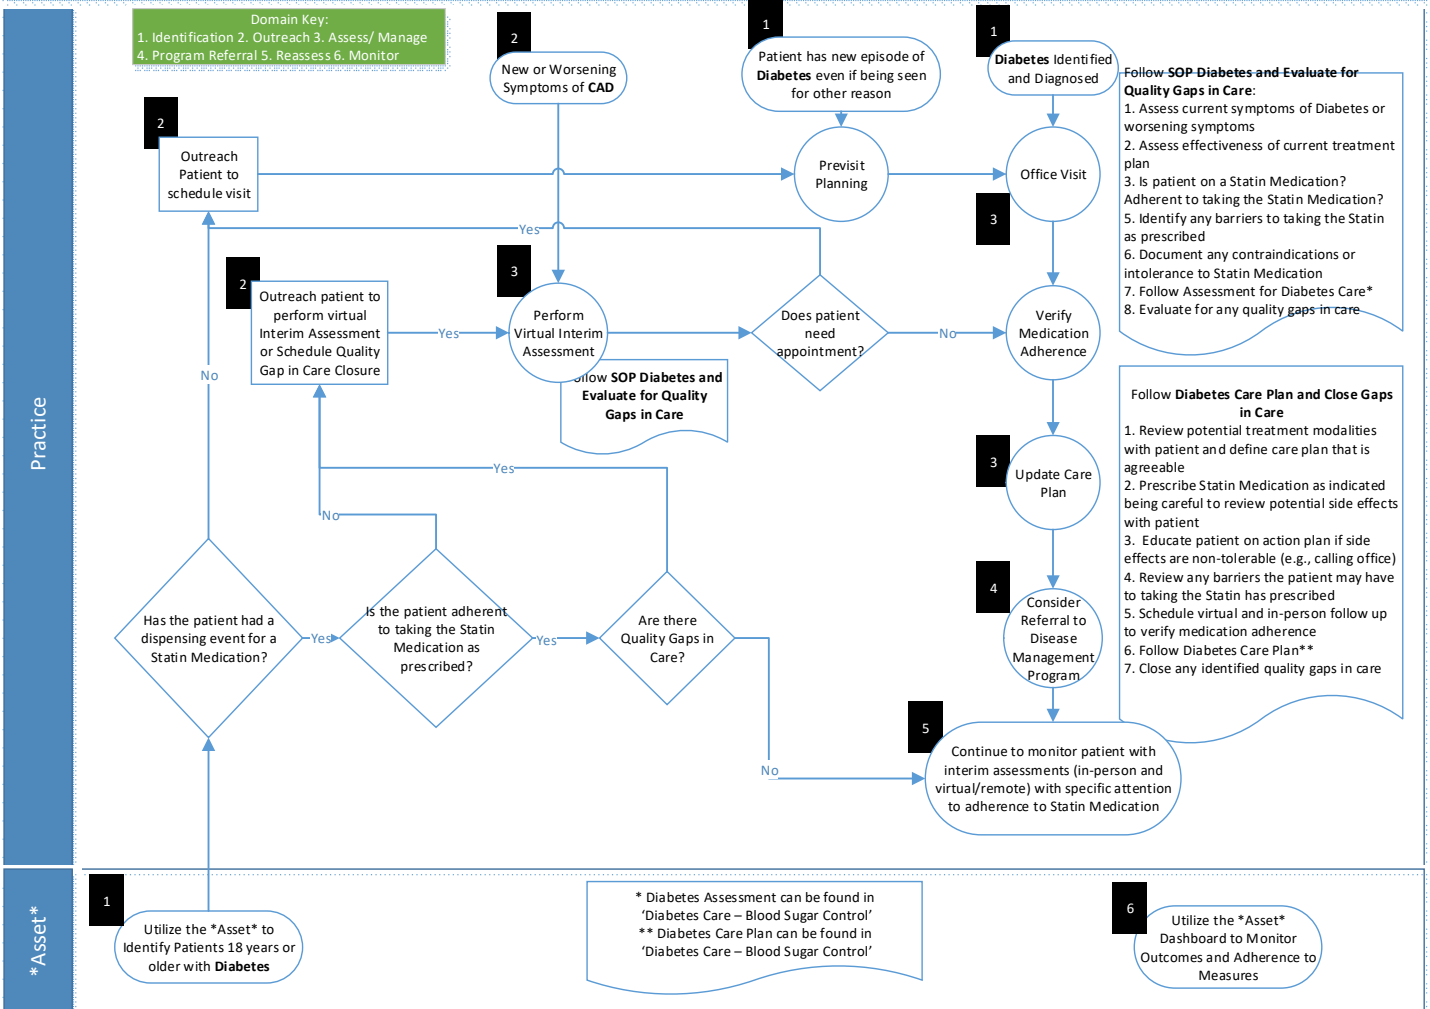 Domain Key:
1. Identification 2. Outreach 3. Assess/ Manage
4. Program Referral 5. Reassess 6. Monitor
2
New or Worsening
Symptoms of CAD
1
Patient has new episode of
Diabetes even if being seen
for other reason
1
Diabetes Identified
and Diagnosed
Follow SOP Diabetes and Evaluate for
Quality Gaps in Care:
1. Assess current symptoms of Diabetes or
worsening symptoms
2. Assess effectiveness of current treatment
plan
3. Is patient on a Statin Medication?
Adherent to taking the Statin Medication?
5. Identify any barriers to taking the Statin
as prescribed
6. Document any contraindications or
intolerance to Statin Medication
7. Follow Assessment for Diabetes Care*
8. Evaluate for any quality gaps in care
2
Outreach
Patient to
schedule visit
Previsit
Planning
Office Visit
3
Yes
2
Outreach patient to
perform virtual
Interim Assessment
or Schedule Quality
Gap in Care Closure
Yes
3
Perform
Virtual Interim
Assessment
Follow SOP Diabetes and
Evaluate for Quality
Gaps in Care
Does patient
need
appointment?
No
Verify
Medication
Adherence
No
Practice
Follow Diabetes Care Plan and Close Gaps
in Care
1. Review potential treatment modalities
with patient and define care plan that is
agreeable
2. Prescribe Statin Medication as indicated
being careful to review potential side effects
with patient
3. Educate patient on action plan if side
effects are non-tolerable (e.g., calling office)
4. Review any barriers the patient may have
to taking the Statin has prescribed
5. Schedule virtual and in-person follow up
to verify medication adherence
6. Follow Diabetes Care Plan**
7. Close any identified quality gaps in care
3
Update Care
Plan
Yes
No
4
Consider
Referral to
Disease
Management
Program
Has the patient had a
dispensing event for a
Statin Medication?
Yes
Is the patient adherent
to taking the Statin
Medication as
prescribed?
Yes
Are there
Quality Gaps in
Care?
No
5
Continue to monitor patient with
interim assessments (in-person and
virtual/remote) with specific attention
to adherence to Statin Medication
*Asset*
1
Utilize the *Asset* to
Identify Patients 18 years or
older with Diabetes
* Diabetes Assessment can be found in
‘Diabetes Care – Blood Sugar Control’
** Diabetes Care Plan can be found in
‘Diabetes Care – Blood Sugar Control’
6
Utilize the *Asset*
Dashboard to Monitor
Outcomes and Adherence to
Measures